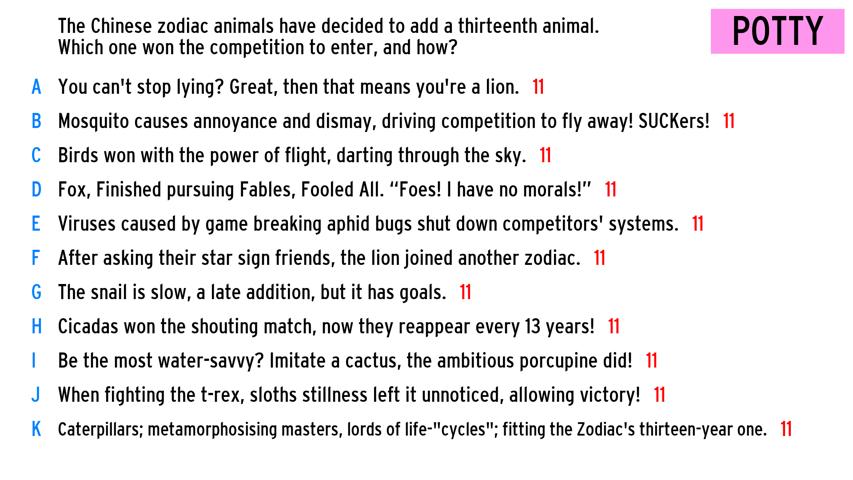 The Chinese zodiac animals have decided to add a thirteenth animal.
Which one won the competition to enter, and how?
POTTY
A You can't stop lying? Great, then that means you're a lion. 11
B Mosquito causes annoyance and dismay, driving competition to fly away! SUCKers! 11
C Birds won with the power of flight, darting through the sky. 11
D Fox, Finished pursuing Fables, Fooled All. “Foes! I have no morals!” 11
E Viruses caused by game breaking aphid bugs shut down competitors' systems. 11
F After asking their star sign friends, the lion joined another zodiac. 11
G The snail is slow, a late addition, but it has goals. 11
H Cicadas won the shouting match, now they reappear every 13 years! 11
I Be the most water-savvy? Imitate a cactus, the ambitious porcupine did! 11
J When fighting the t-rex, sloths stillness left it unnoticed, allowing victory! 11
K Caterpillars; metamorphosising masters, lords of life-"cycles"; fitting the Zodiac's thirteen-year one. 11